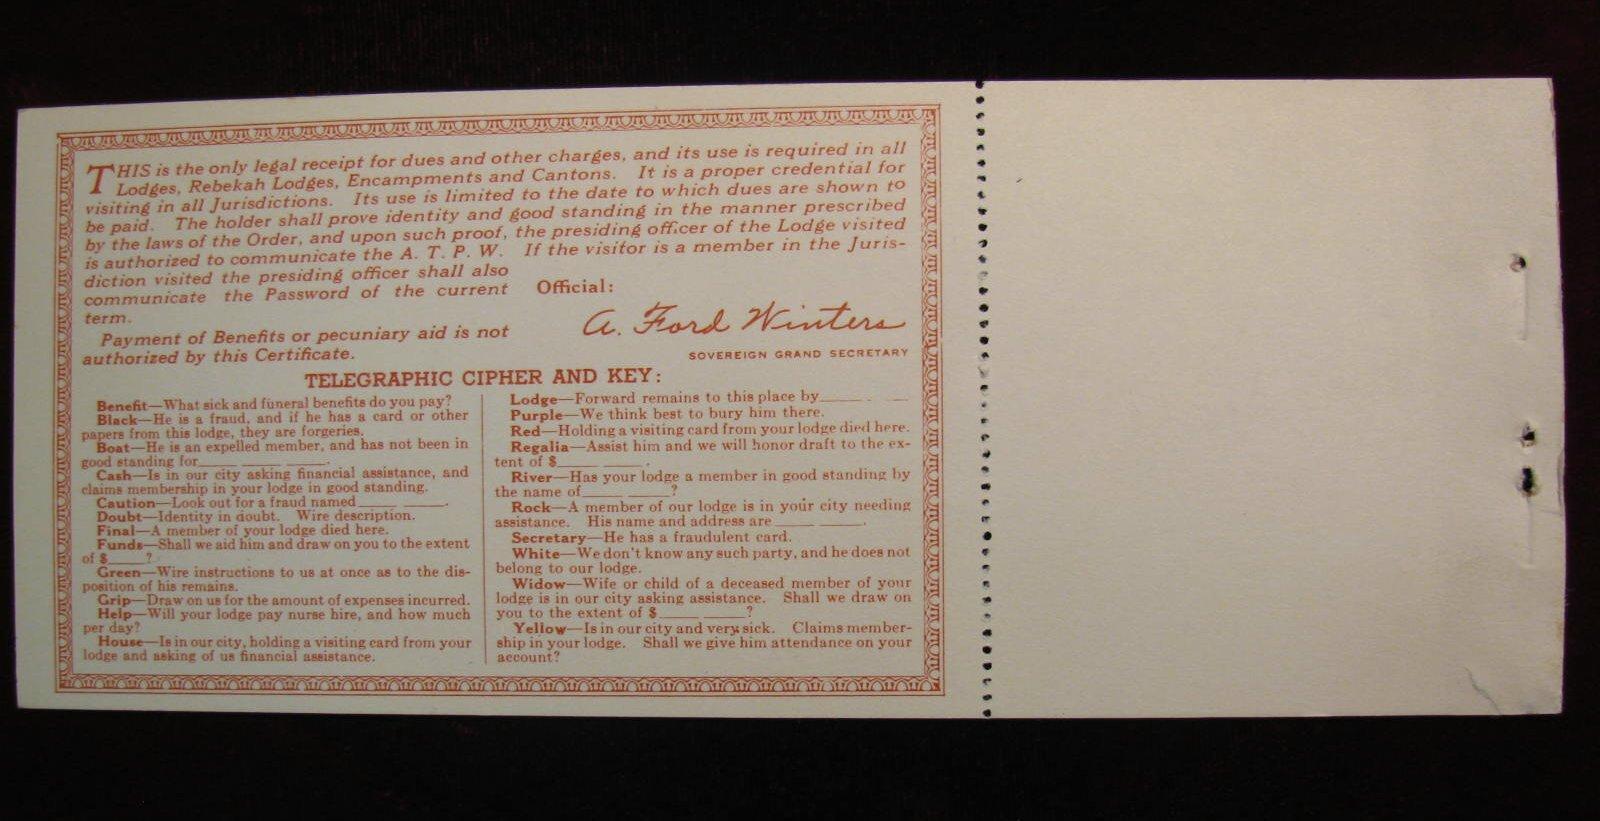 THIS is the only legal receipt for dues and other charges, and its use is required in all
Lodges, Rebekah Lodges, Encampments and Cantons. It is a proper credential for
visiting in all Jurisdictions. Its use is limited to the date to which dues are shown to
be paid. The holder shall prove identity and good standing in the manner prescribed
by the laws of the Order, and upon such proof, the presiding officer of the Lodge visited
is authorized to communicate the A. T. P. W. If the visitor is a member in the Juris-
diction visited the presiding officer shall also
communicate the Password of the current
term.
Payment of Benefits or pecuniary aid is not
authorized by this Certificate.
Official:
A. Ford Winters
SOVEREIGN GRAND SECRETARY
TELEGRAPHIC CIPHER AND KEY:
Benefit—What sick and funeral benefits do you pay?
Black—He is a fraud, and if he has a card or other
papers from this lodge, they are forgeries.
Boat—He is an expelled member, and has not been in
good standing for_____ _____ _____.
Cash—Is in our city asking financial assistance, and
claims membership in your lodge in good standing.
Caution—Look out for a fraud named_____ _____.
Doubt—Identity in doubt. Wire description.
Final—A member of your lodge died here.
Funds—Shall we aid him and draw on you to the extent
of $_____?
Green—Wire instructions to us at once as to the dis-
position of his remains.
Grip—Draw on us for the amount of expenses incurred.
Help—Will your lodge pay nurse hire, and how much
per day?
House—Is in our city, holding a visiting card from your
lodge and asking of us financial assistance.
Lodge—Forward remains to this place by_____ _____
Purple—We think best to bury him there.
Red—Holding a visiting card from your lodge died here.
Regalia—Assist him and we will honor draft to the ex-
tent of $_____ _____.
River—Has your lodge a member in good standing by
the name of_____ _____?
Rock—A member of our lodge is in your city needing
assistance. His name and address are _____ _____.
Secretary—He has a fraudulent card.
White—We don't know any such party, and he does not
belong to our lodge.
Widow—Wife or child of a deceased member of your
lodge is in our city asking assistance. Shall we draw on
you to the extent of $_____ _____?
Yellow—Is in our city and very sick. Claims member-
ship in your lodge. Shall we give him attendance on your
account?